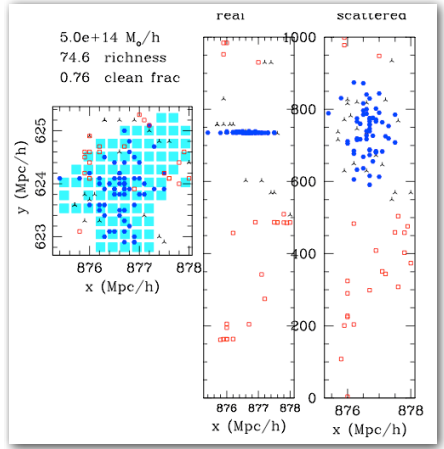 real scattered
5.0e+14 M_o/h
74.6 richness
0.76 clean frac
1000
800
600
400
200
0
625
624
623
y (Mpc/h)
876 877 878
x (Mpc/h)
876 877 878
x (Mpc/h)
876 878
x (Mpc/h)